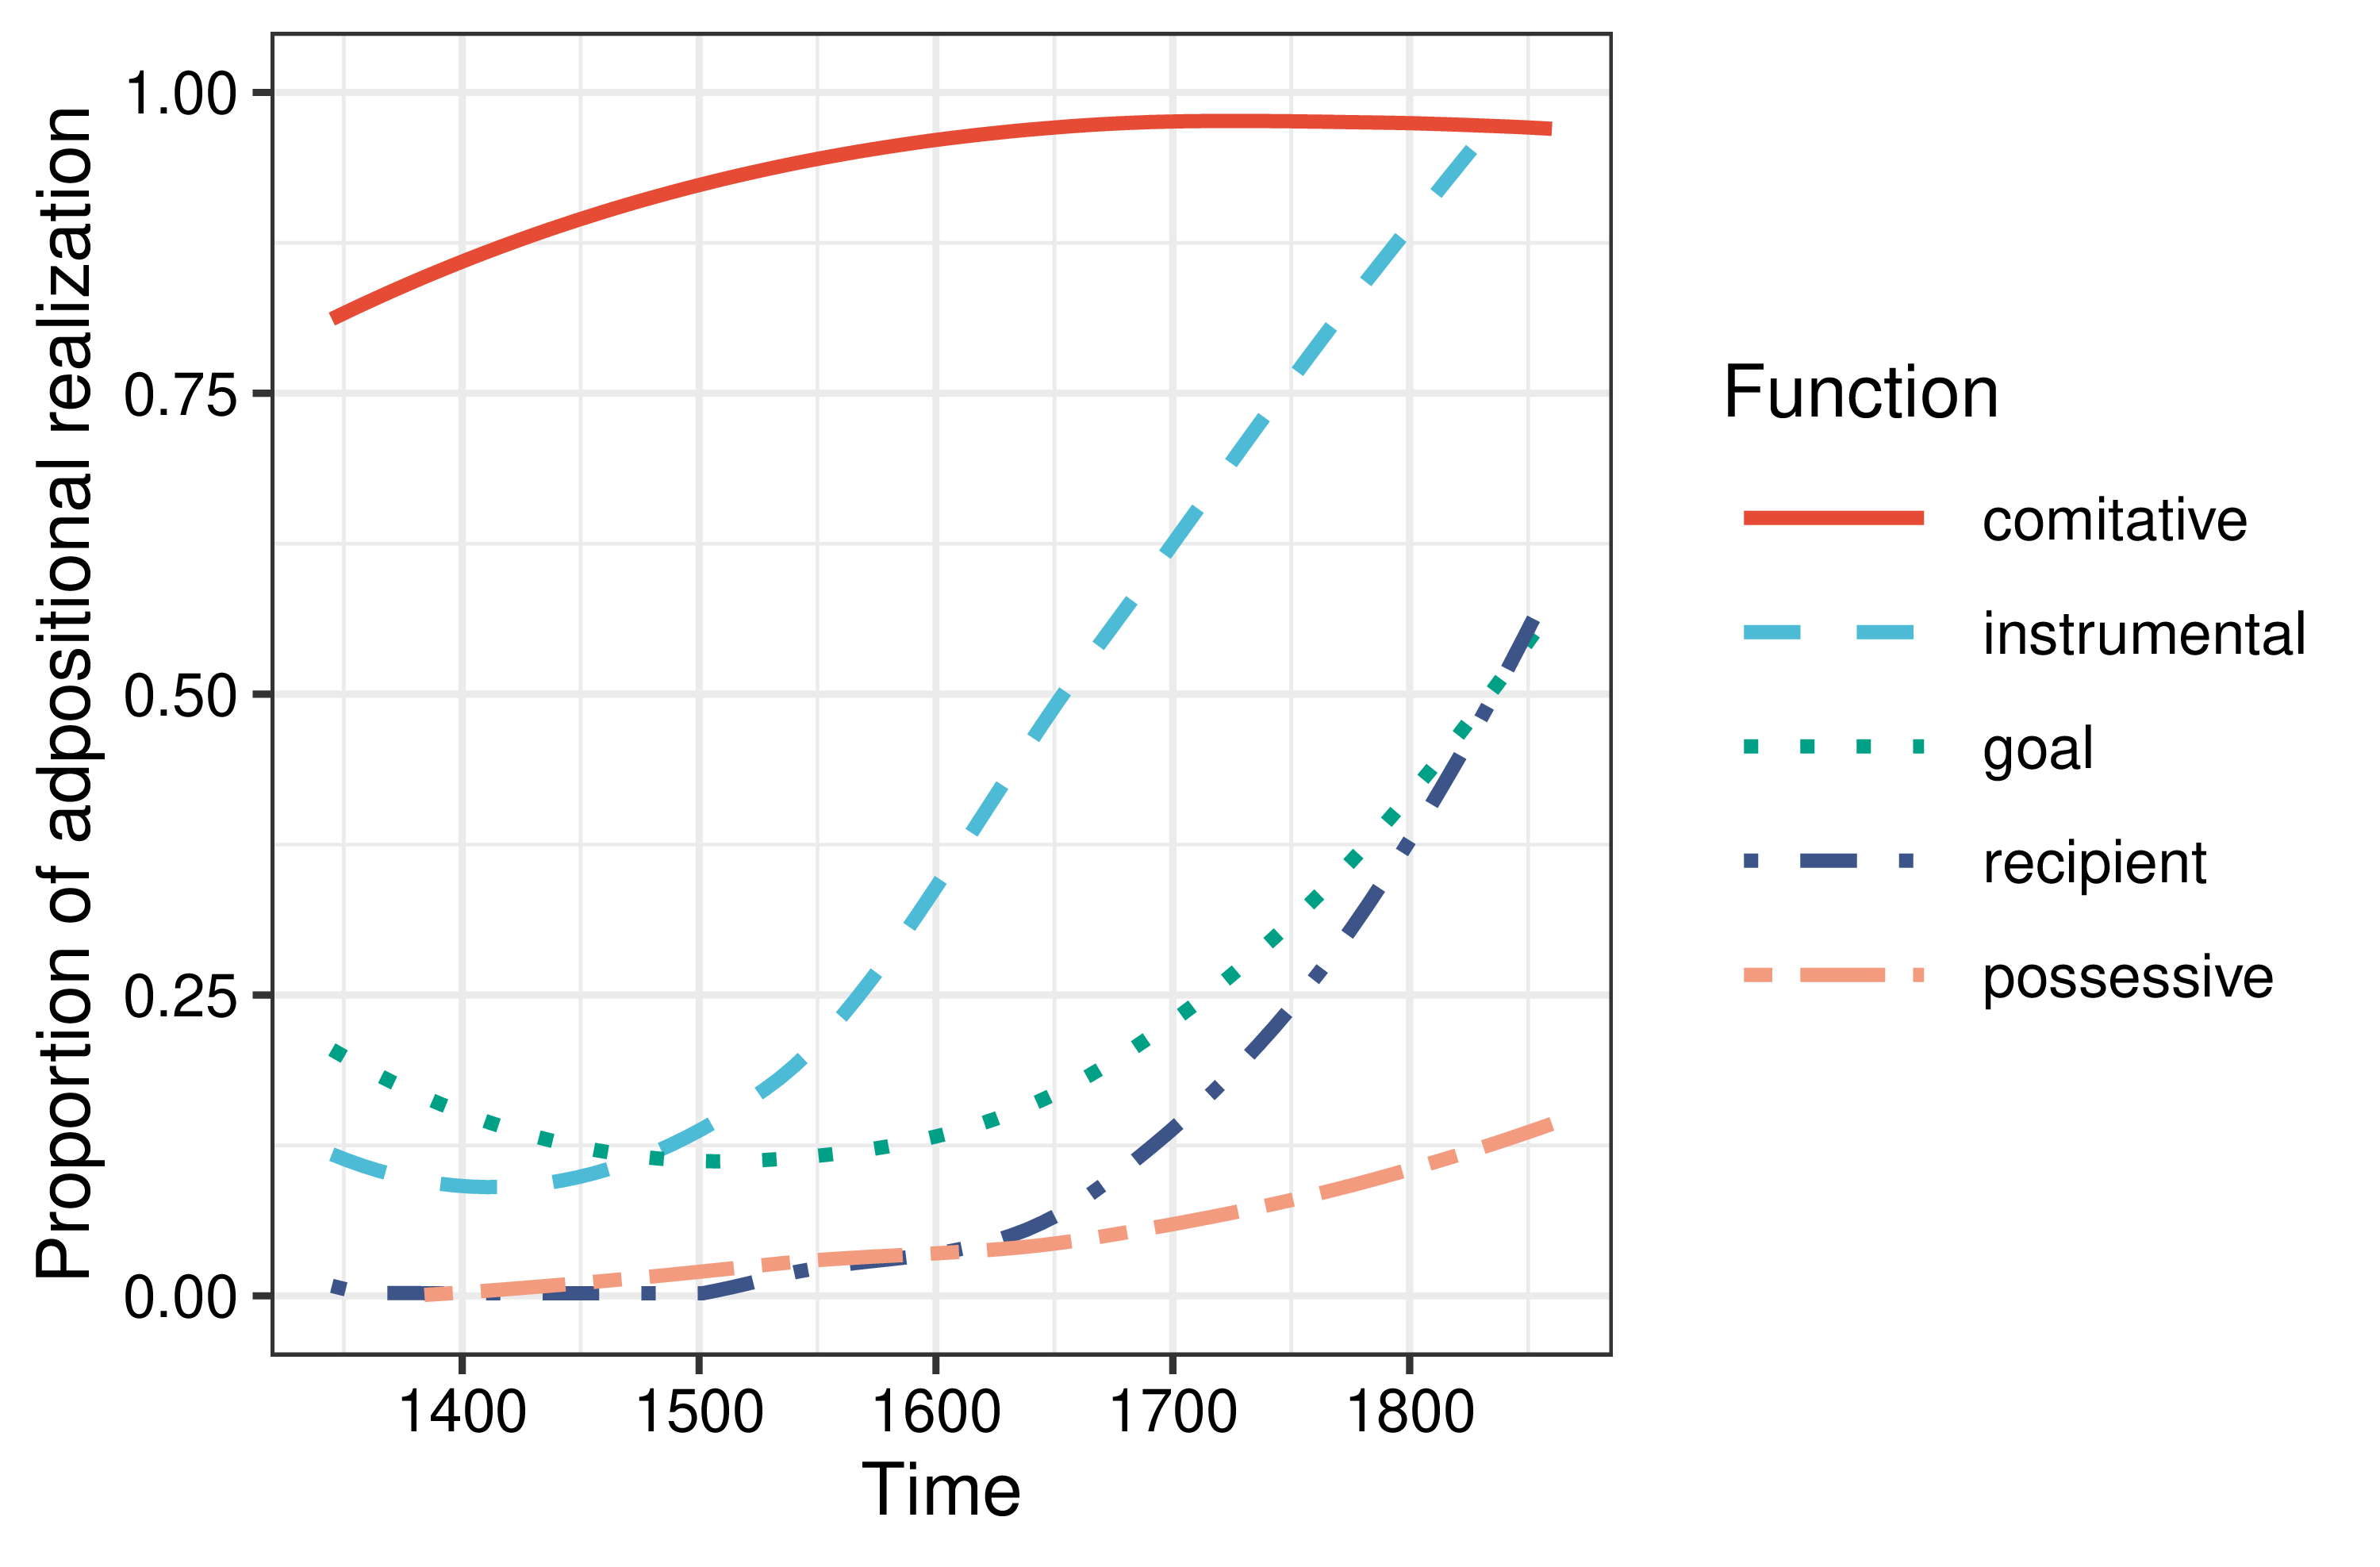 Proportion of adpositional realization
1.00
0.75
0.50
0.25
0.00
1400 1500 1600 1700 1800
Time
Function
comitative
instrumental
goal
recipient
possessive